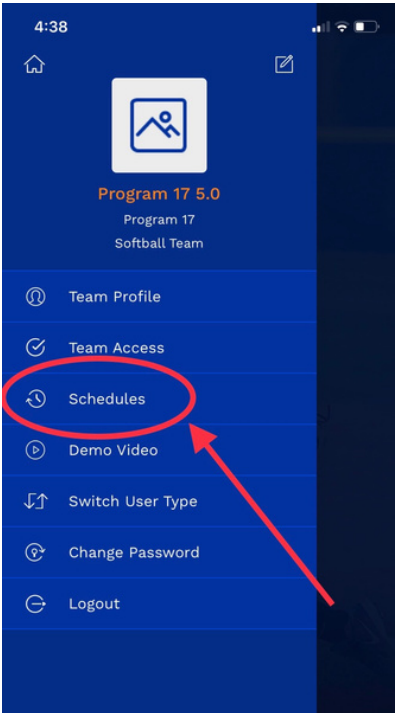 4:38
Program 17 5.0
Program 17
Softball Team
Team Profile
Team Access
Schedules
Demo Video
Switch User Type
Change Password
Logout